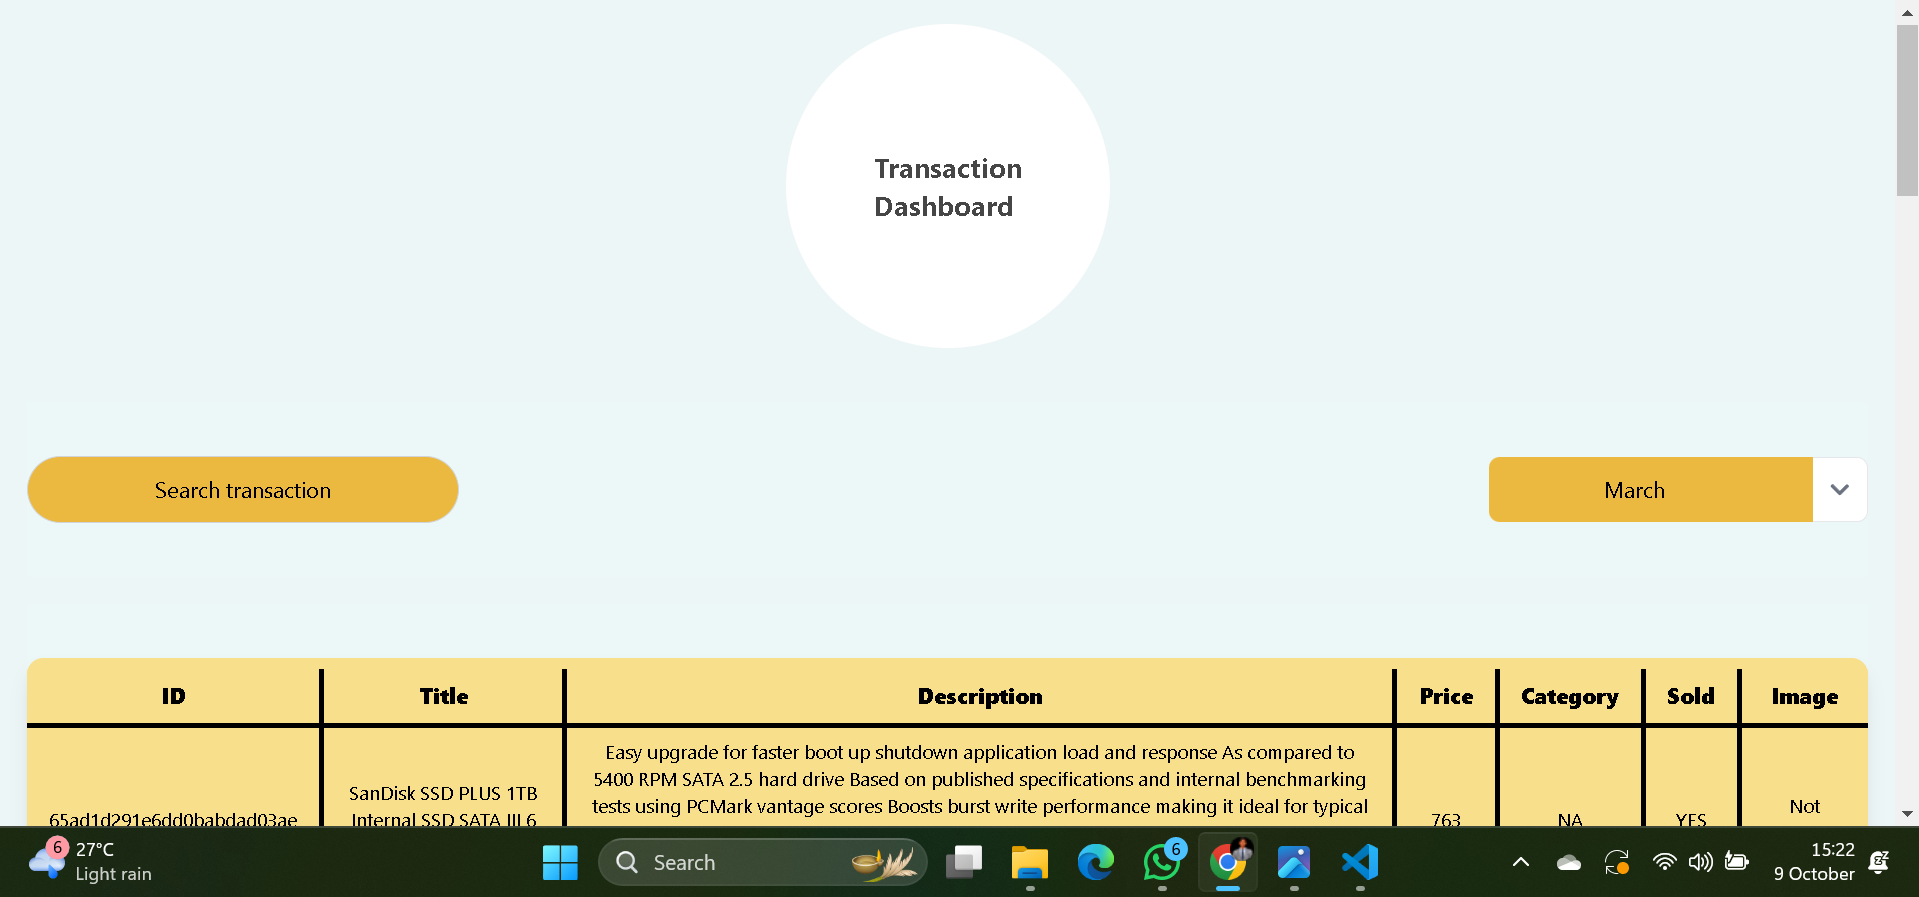 Transaction
Dashboard
Search transaction
March
ID Title Description Price Category Sold Image
Easy upgrade for faster boot up shutdown application load and response As compared to
5400 RPM SATA 2.5 hard drive Based on published specifications and internal benchmarking
tests using PCMark vantage scores Boosts burst write performance making it ideal for typical
SanDisk SSD PLUS 1TB
Internal SSD SATA III 6
65ad1d291e6dd0babdad03ae
763
NA
YES
Not
6
27°C
Light rain
Search
6
15:22
9 October